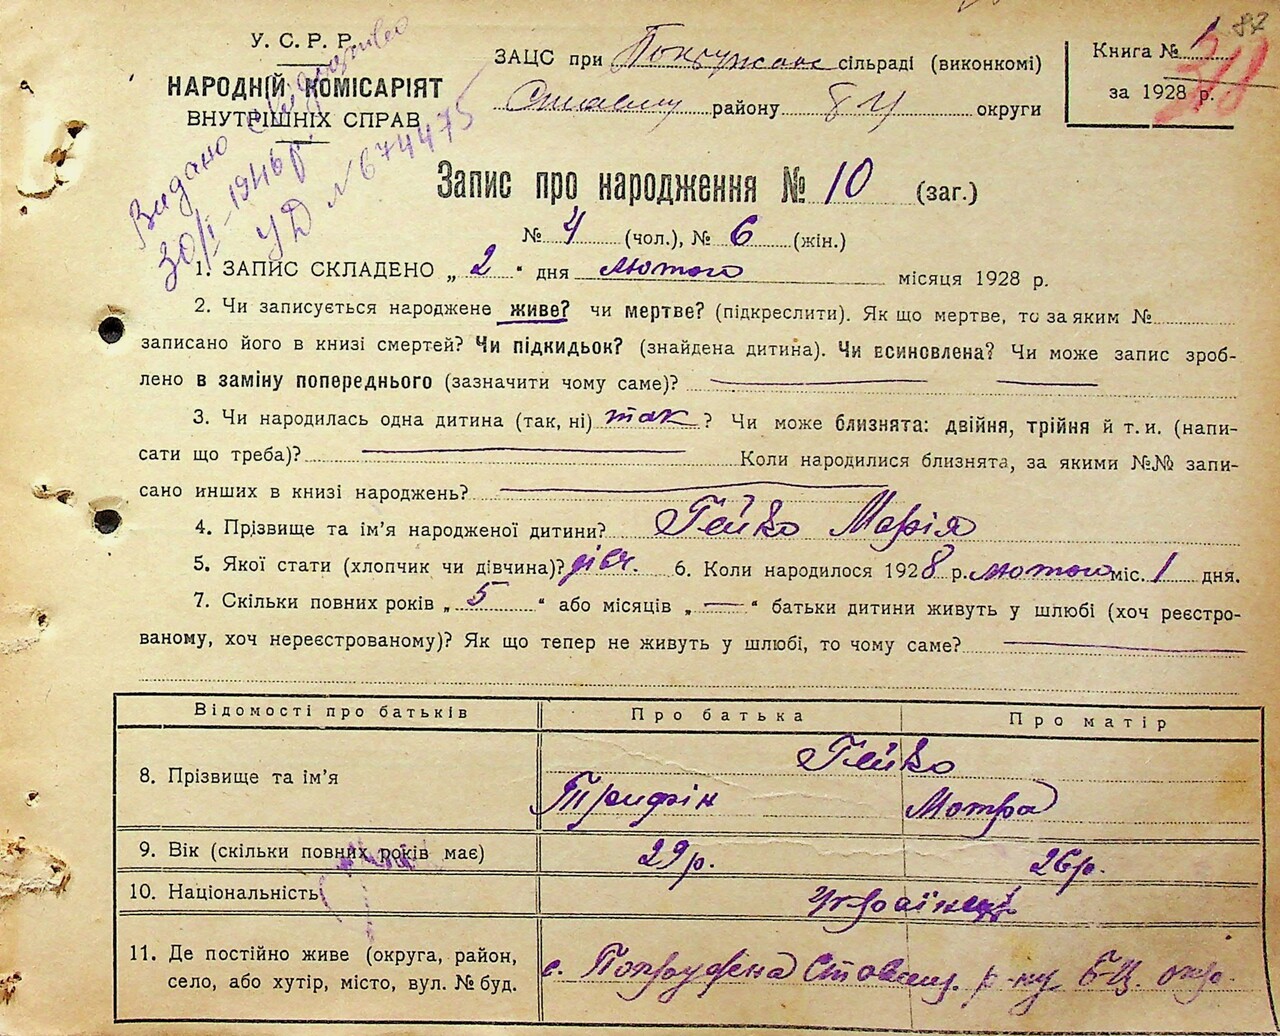 82
У. С. Р. Р.
НАРОДНІЙ КОМІСАРІЯТ
ВНУТРІШНІХ СПРАВ
Видано свідоцтво
30/I-1946 р.
УД № 674475
ЗАЦС при сільраді (виконкомі)
району БЦ округи
Книга № 1
за 1928 р.
Запис про народження № 10 (заг.)
№ 4 (чол.), № 6 (жін.)
1. ЗАПИС СКЛАДЕНО „ 2 “ дня лютого місяця 1928 р.
2. Чи записується народжене живе? чи мертве? (підкреслити). Як що мертве, то за яким №
записано його в книзі смертей? Чи підкидьок? (знайдена дитина). Чи всиновлена? Чи може запис зроб-
лено в заміну попереднього (зазначити чому саме)?
3. Чи народилась одна дитина (так, ні) так ? Чи може близнята: двійня, трійня й т. и. (напи-
сати що треба)? Коли народилися близнята, за якими №№ запи-
сано инших в книзі народжень?
4. Прізвище та ім’я народженої дитини? Гейко Марія
5. Якої стати (хлопчик чи дівчина)? дівч. 6. Коли народилося 1928 р. лютого міс. 1 дня.
7. Скільки повних років „ 5 “ або місяців „ — “ батьки дитини живуть у шлюбі (хоч реєстро-
ваному, хоч нереєстрованому)? Як що тепер не живуть у шлюбі, то чому саме?
Відомості про батьків Про батька Про матір
8. Прізвище та ім’я Гейко
Трифін Мотра
9. Вік (скільки повних років має) 29 р. 26 р.
10. Національність
11. Де постійно живе (округа, район,
село, або хутір, місто, вул. № буд. с. р-ну Б-Ц. окр.